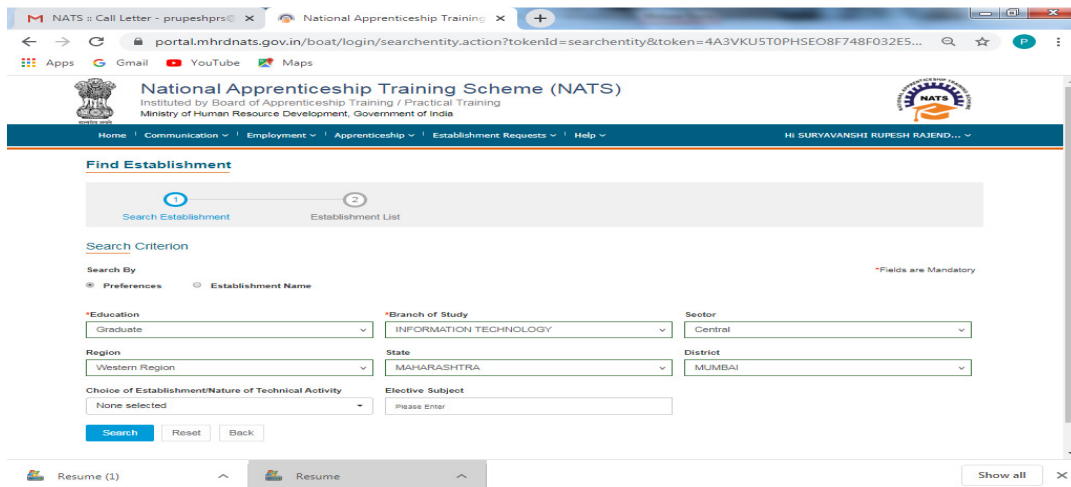 NATS :: Call Letter - prupeshprs
National Apprenticeship Training
portal.mhrdnats.gov.in/boat/login/searchentity.action?tokenId=searchentity&token=4A3VKU5T0PHSEO8F748F032E5...
P
Apps Gmail YouTube Maps
National Apprenticeship Training Scheme (NATS)
Instituted by Board of Apprenticeship Training / Practical Training
Ministry of Human Resource Development, Government of India
NATS
Home Communication Employment Apprenticeship Establishment Requests Help Hi SURYAVANSHI RUPESH RAJEND...
Find Establishment
1 2
Search Establishment Establishment List
Search Criterion
Search By *Fields are Mandatory
Preferences Establishment Name
*Education *Branch of Study Sector
Graduate INFORMATION TECHNOLOGY Central
Region State District
Western Region MAHARASHTRA MUMBAI
Choice of Establishment/Nature of Technical Activity Elective Subject
None selected Please Enter
Search Reset Back
Resume (1) Resume Show all